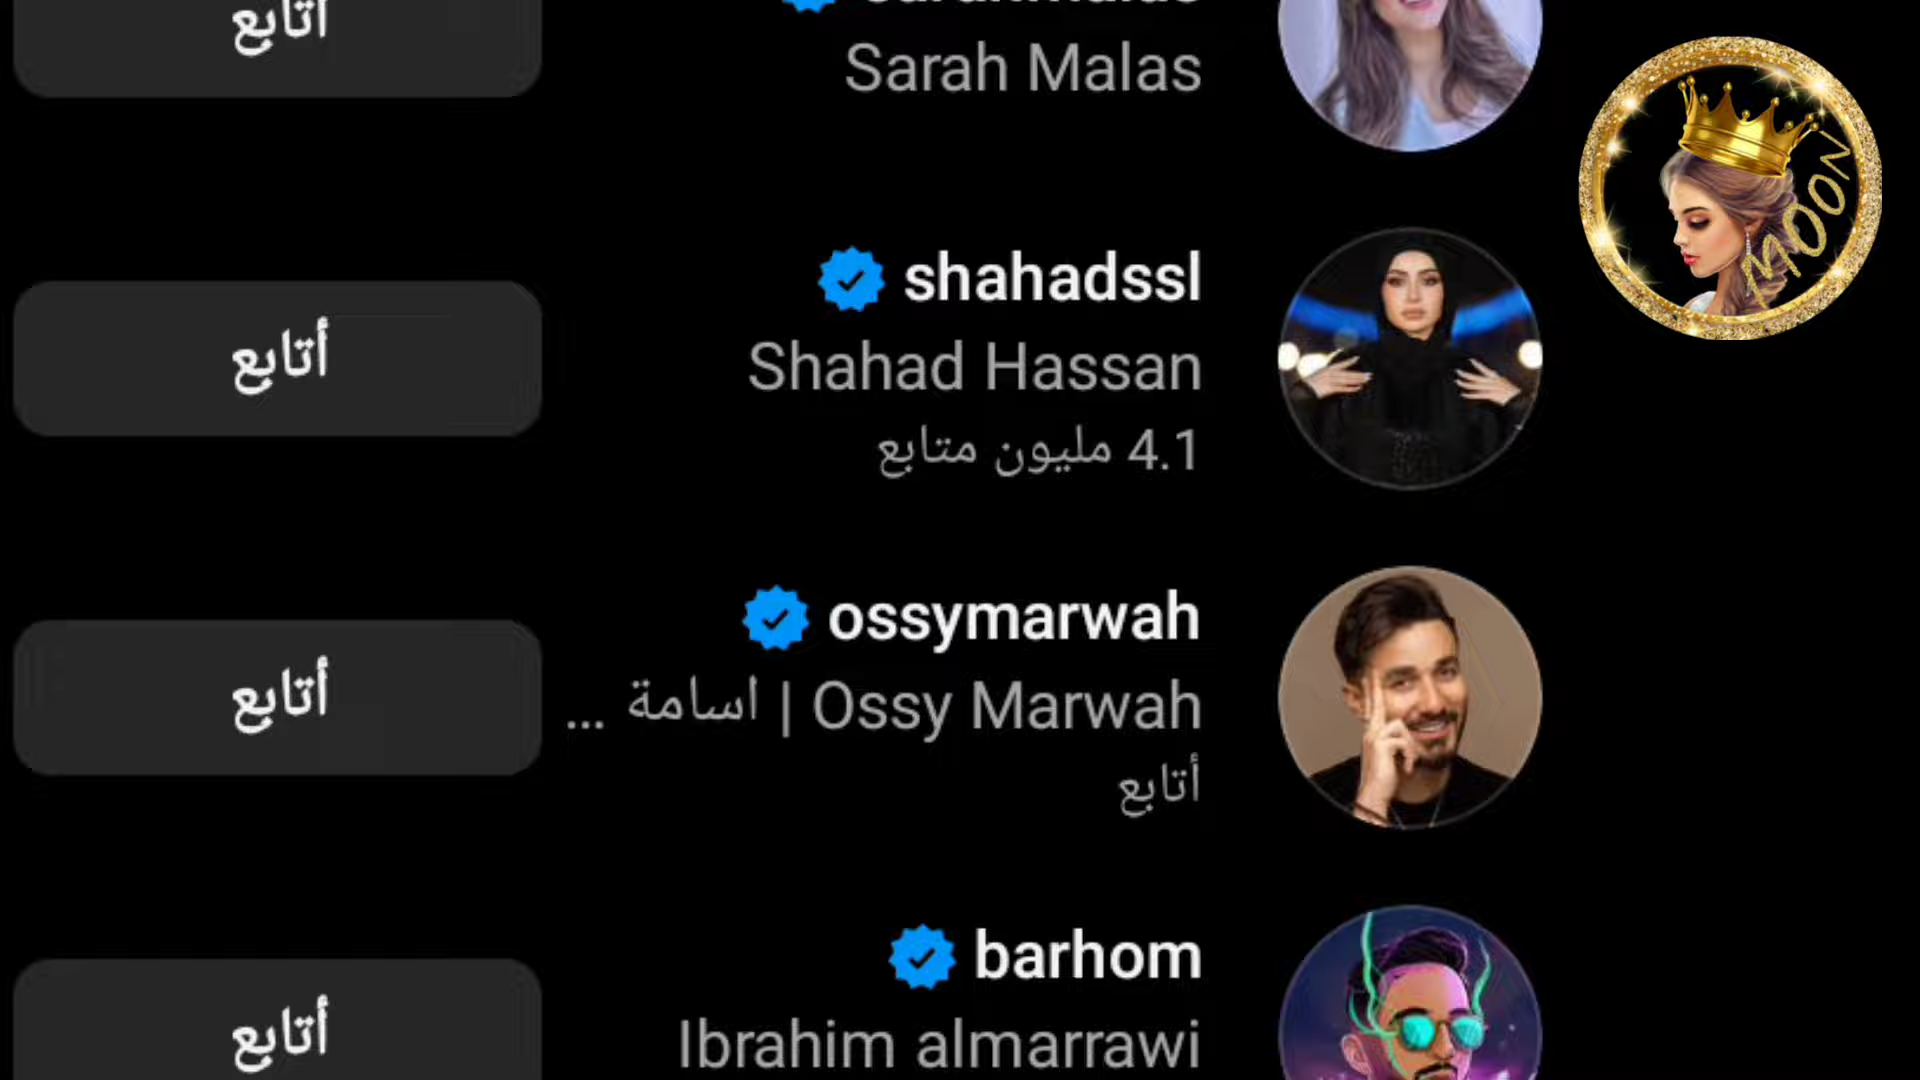 sarahmalas
Sarah Malas
أتابع
shahadssl
Shahad Hassan
4.1 مليون متابع
أتابع
ossymarwah
Ossy Marwah | اسامة ...
أتابع
أتابع
barhom
Ibrahim almarrawi
أتابع
MOON